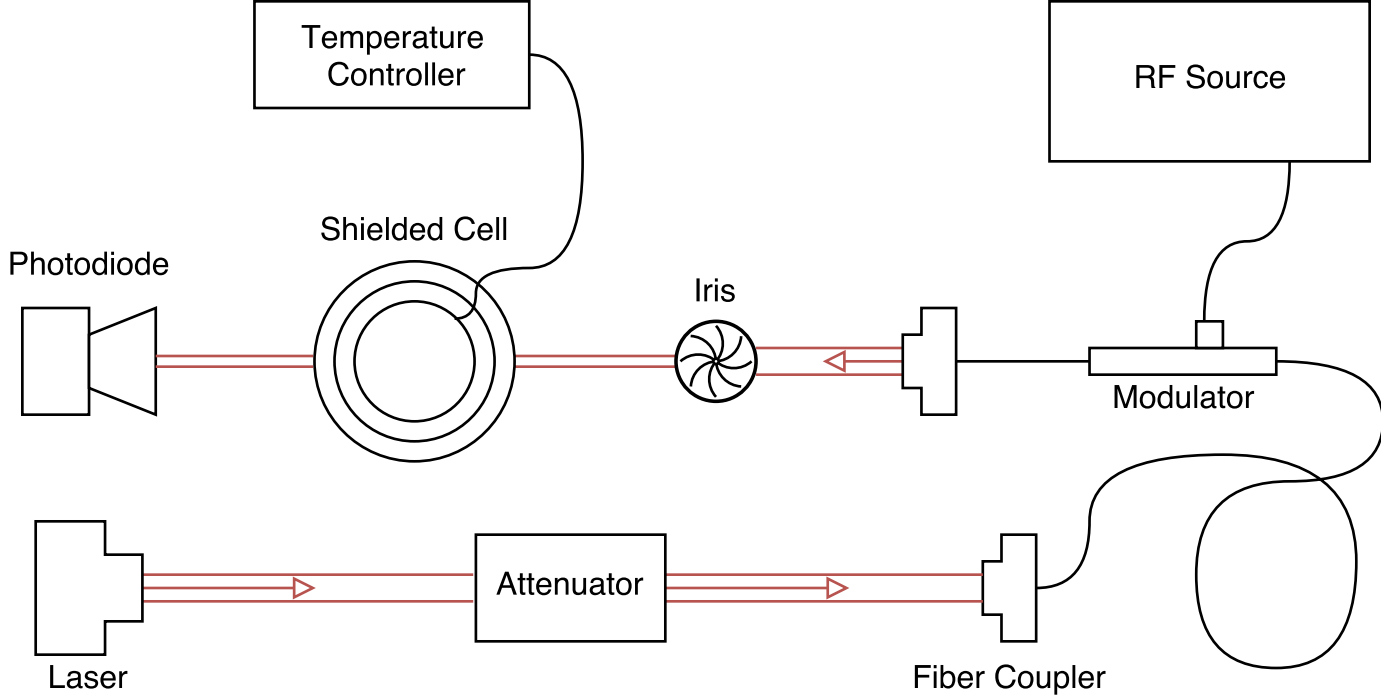 Temperature
Controller
RF Source
Shielded Cell
Photodiode
Iris
Modulator
Attenuator
Laser
Fiber Coupler